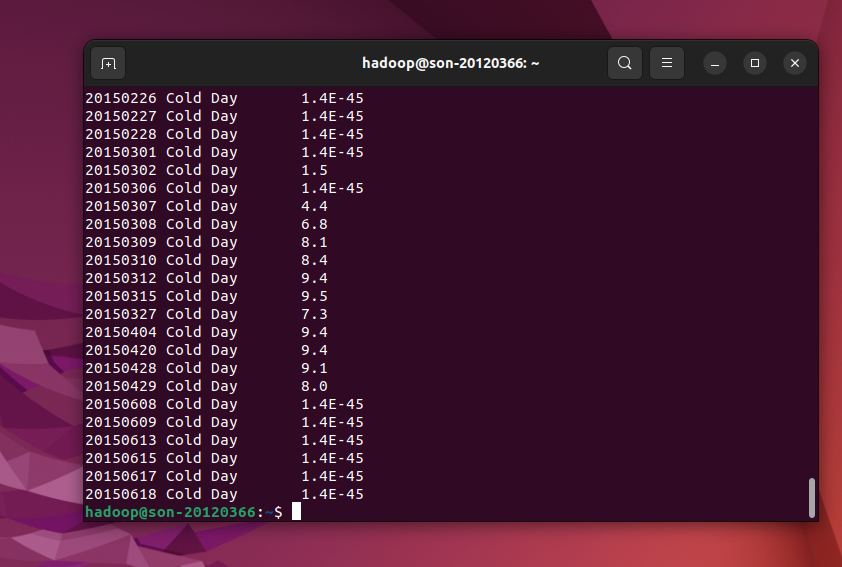 hadoop@son-20120366: ~
20150226 Cold Day 1.4E-45
20150227 Cold Day 1.4E-45
20150228 Cold Day 1.4E-45
20150301 Cold Day 1.4E-45
20150302 Cold Day 1.5
20150306 Cold Day 1.4E-45
20150307 Cold Day 4.4
20150308 Cold Day 6.8
20150309 Cold Day 8.1
20150310 Cold Day 8.4
20150312 Cold Day 9.4
20150315 Cold Day 9.5
20150327 Cold Day 7.3
20150404 Cold Day 9.4
20150420 Cold Day 9.4
20150428 Cold Day 9.1
20150429 Cold Day 8.0
20150608 Cold Day 1.4E-45
20150609 Cold Day 1.4E-45
20150613 Cold Day 1.4E-45
20150615 Cold Day 1.4E-45
20150617 Cold Day 1.4E-45
20150618 Cold Day 1.4E-45
hadoop@son-20120366:~$